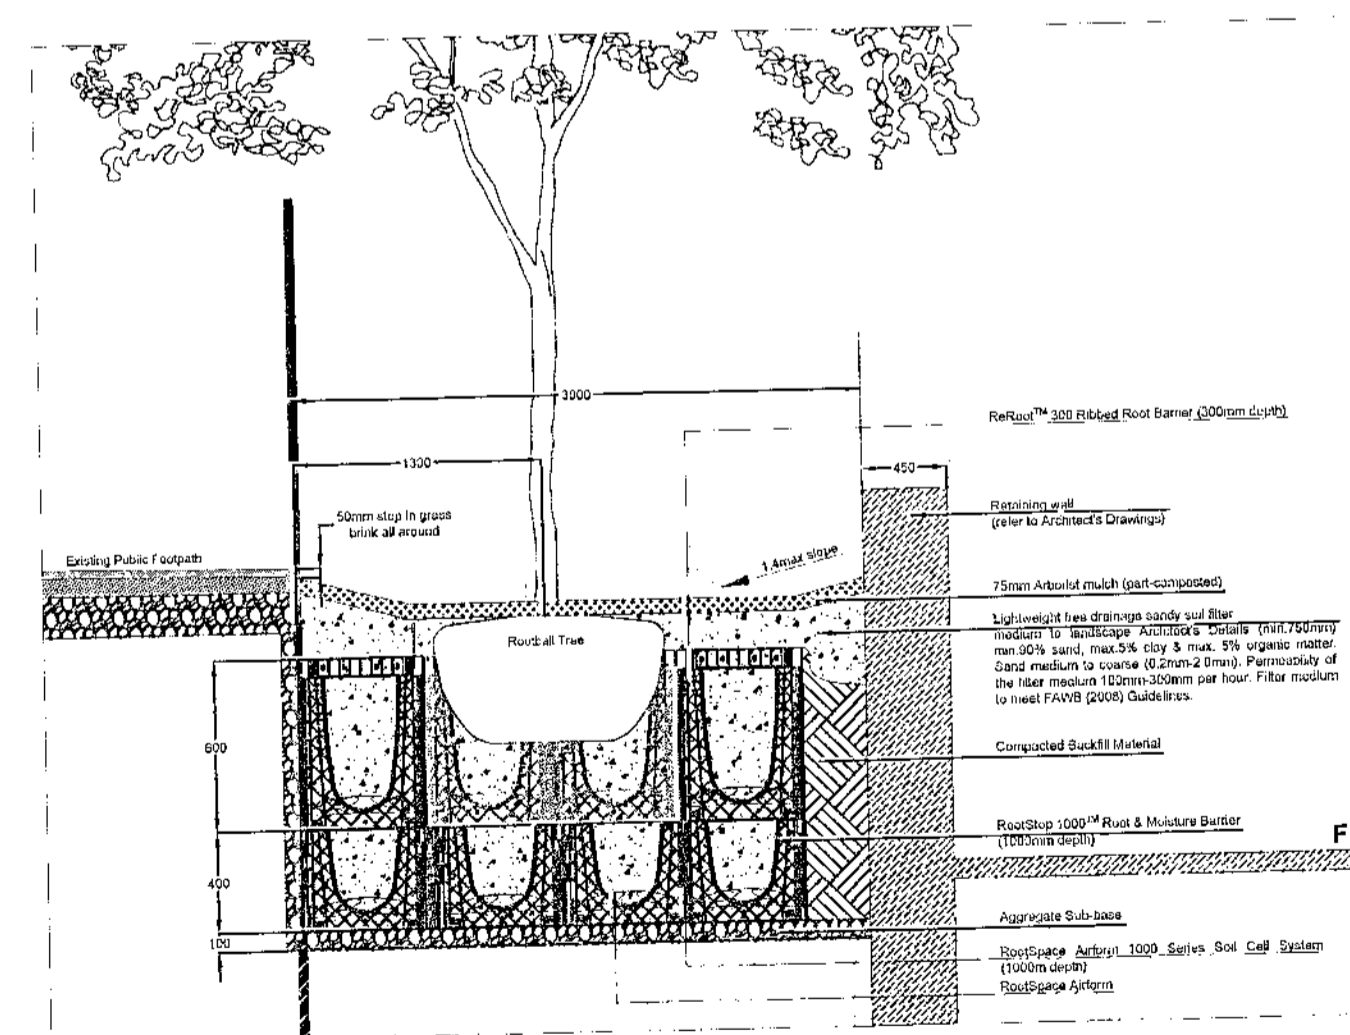 3000
ReRoot™ 300 Ribbed Root Barrier (300mm depth)
1300
450
Retaining wall
(refer to Architect's Drawings)
50mm step in grass
brink all around
Existing Public Footpath
1:4max slope
75mm Arborist mulch (part-composted)
Lightweight free drainage sandy soil filter
medium to landscape Architect's Details (min.750mm)
min.90% sand, max.5% clay & max. 5% organic matter.
Sand medium to coarse (0.2mm-2.0mm). Permeability of
the filter medium 100mm-300mm per hour. Filter medium
to meet FAWB (2008) Guidelines.
Rootball Tree
600
Compacted Backfill Material
RootStop 1000™ Root & Moisture Barrier
(1000mm depth)
F
400
Aggregate Sub-base
100
RootSpace Airform 1000 Series Soil Cell System
(1000m depth)
RootSpace Airform